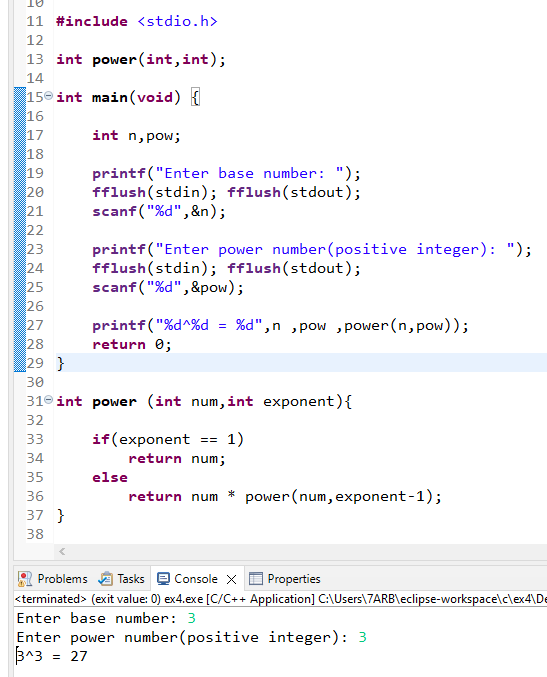 10
11 #include <stdio.h>
12
13 int power(int,int);
14
15 int main(void) {
16
17 int n,pow;
18
19 printf("Enter base number: ");
20 fflush(stdin); fflush(stdout);
21 scanf("%d",&n);
22
23 printf("Enter power number(positive integer): ");
24 fflush(stdin); fflush(stdout);
25 scanf("%d",&pow);
26
27 printf("%d^%d = %d",n ,pow ,power(n,pow));
28 return 0;
29 }
30
31 int power (int num,int exponent){
32
33 if(exponent == 1)
34 return num;
35 else
36 return num * power(num,exponent-1);
37 }
38
Problems Tasks Console Properties
<terminated> (exit value: 0) ex4.exe [C/C++ Application] C:\Users\7ARB\eclipse-workspace\c\ex4\De
Enter base number: 3
Enter power number(positive integer): 3
3^3 = 27